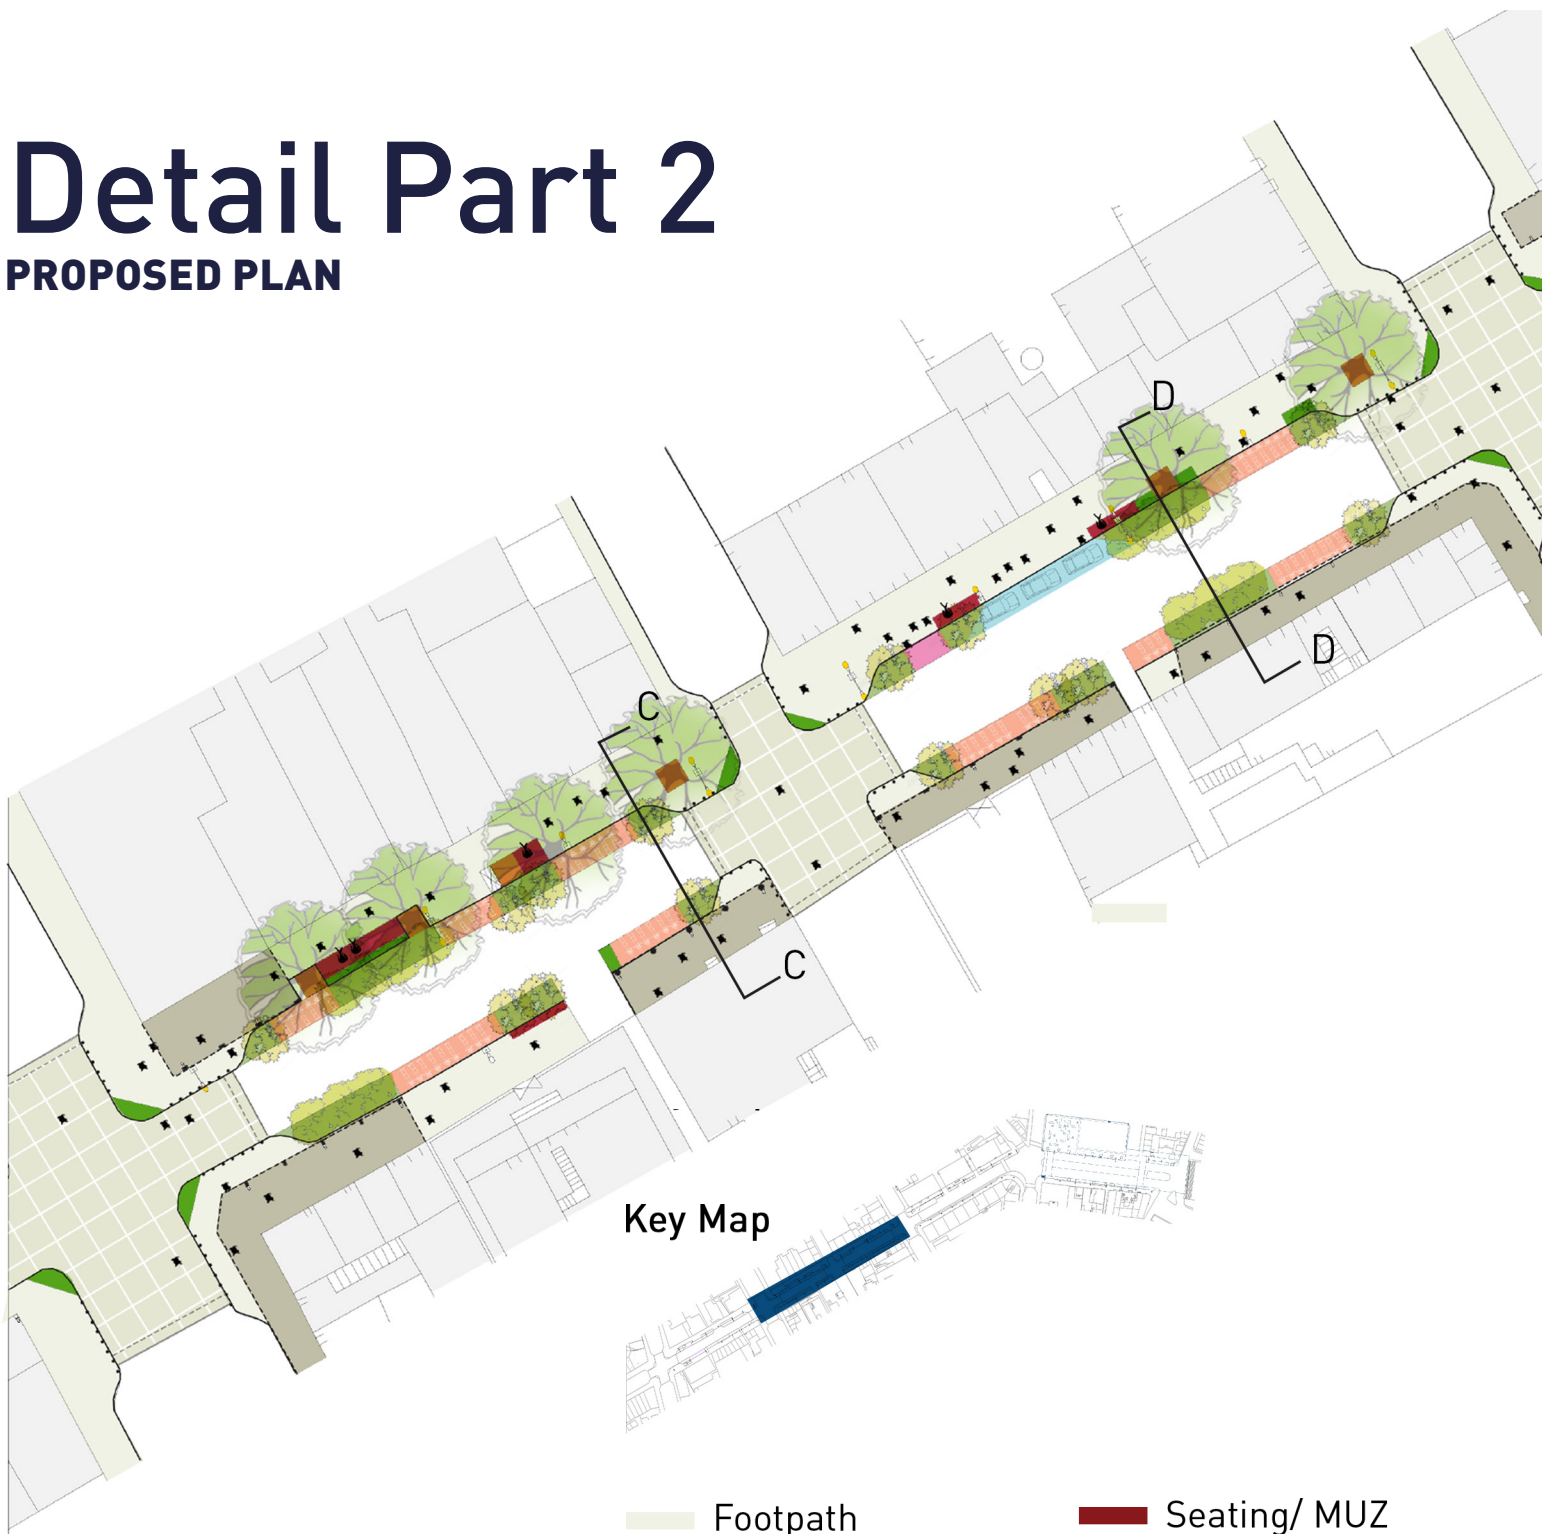 Detail Part 2
PROPOSED PLAN
D
D
C
C
Key Map
Footpath
Seating/ MUZ